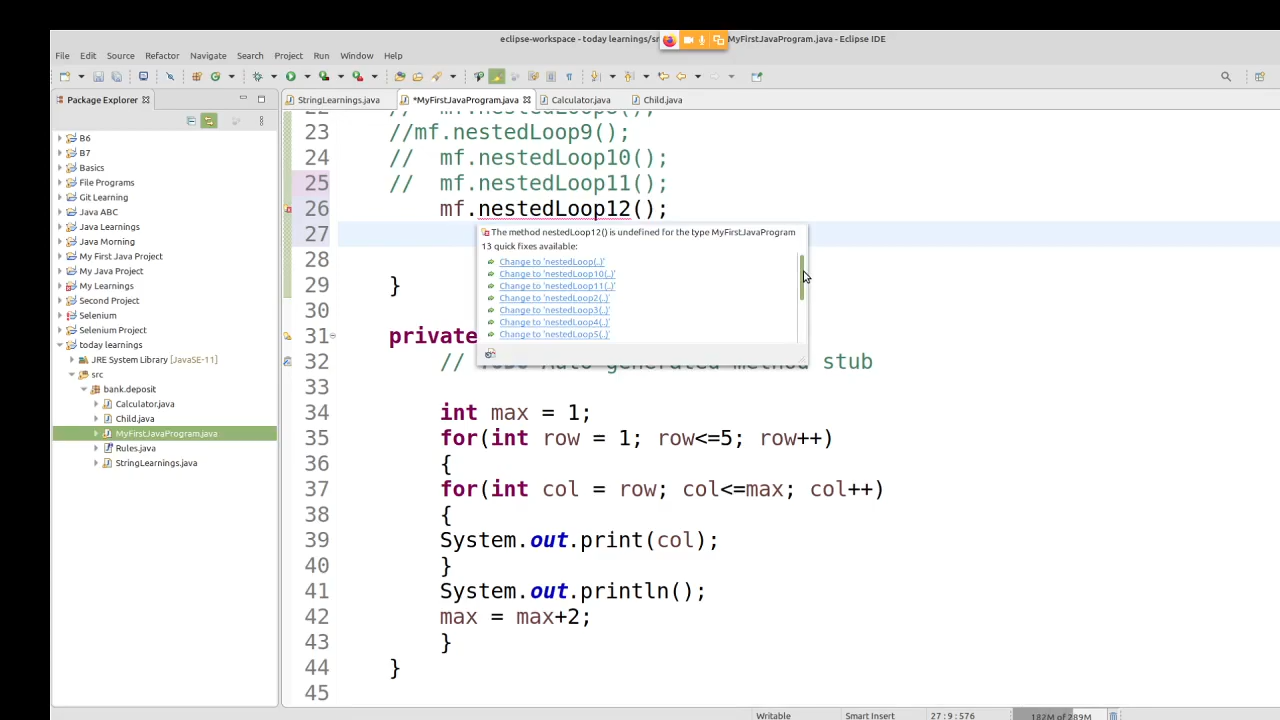 eclipse-workspace - today learnings/sr MyFirstJavaProgram.java - Eclipse IDE
File Edit Source Refactor Navigate Search Project Run Window Help
Package Explorer
StringLearnings.java *MyFirstJavaProgram.java Calculator.java Child.java
B6
B7
Basics
File Programs
Git Learning
Java ABC
Java Learnings
Java Morning
My First Java Project
My Java Project
My Learnings
Second Project
Selenium
Selenium Project
today learnings
JRE System Library [JavaSE-11]
src
bank.deposit
Calculator.java
Child.java
MyFirstJavaProgram.java
Rules.java
StringLearnings.java
23 //mf.nestedLoop9();
24 // mf.nestedLoop10();
25 // mf.nestedLoop11();
26 mf.nestedLoop12();
27
28
29 }
30
31 private
32 // Auto generated method stub
33
34 int max = 1;
35 for(int row = 1; row<=5; row++)
36 {
37 for(int col = row; col<=max; col++)
38 {
39 System.out.print(col);
40 }
41 System.out.println();
42 max = max+2;
43 }
44 }
45
The method nestedLoop12() is undefined for the type MyFirstJavaProgram
13 quick fixes available:
Change to 'nestedLoop(..)'
Change to 'nestedLoop10(..)'
Change to 'nestedLoop11(..)'
Change to 'nestedLoop2(..)'
Change to 'nestedLoop3(..)'
Change to 'nestedLoop4(..)'
Change to 'nestedLoop5(..)'
Writable Smart Insert 27 : 9 : 576 182M of 289M